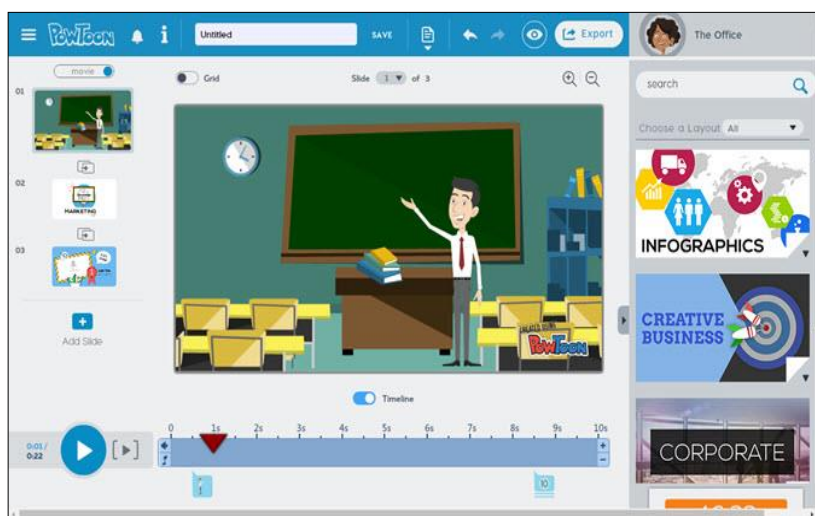 POWTOON
i
Untitled
SAVE
Export
The Office
movie
Grid
Slide 1 of 3
search
Choose a Layout All
01
02
MARKETING
03
Add Slide
CREATED USING
POWTOON
INFOGRAPHICS
CREATIVE
BUSINESS
CORPORATE
Timeline
0 1s 2s 3s 4s 5s 6s 7s 8s 9s 10s
0:01/
0:22
10